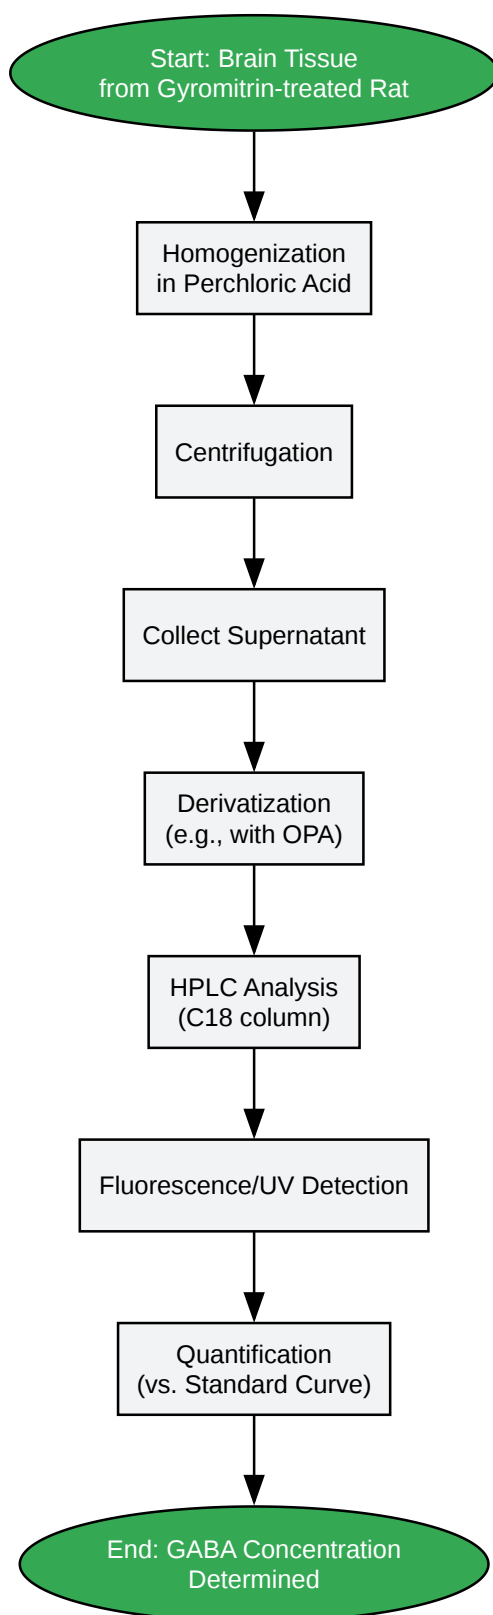 Start: Brain Tissue
from Gyromitrin-treated Rat
Homogenization
in Perchloric Acid
Centrifugation
Collect Supernatant
Derivatization
(e.g., with OPA)
HPLC Analysis
(C18 column)
Fluorescence/UV Detection
Quantification
(vs. Standard Curve)
End: GABA Concentration
Determined